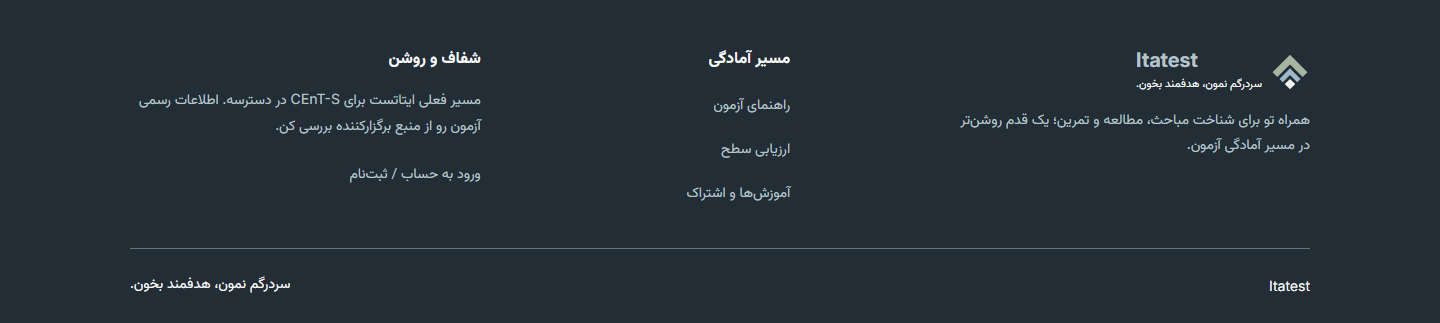 Itatest
سردرگم نمون، هدفمند بخون.
همراه تو برای شناخت مباحث، مطالعه و تمرین؛ یک قدم روشن‌تر
در مسیر آمادگی آزمون.
مسیر آمادگی
راهنمای آزمون
ارزیابی سطح
آموزش‌ها و اشتراک
شفاف و روشن
مسیر فعلی ایتاتست برای CEnT-S در دسترسه. اطلاعات رسمی
آزمون رو از منبع برگزارکننده بررسی کن.
ورود به حساب / ثبت‌نام
Itatest
سردرگم نمون، هدفمند بخون.